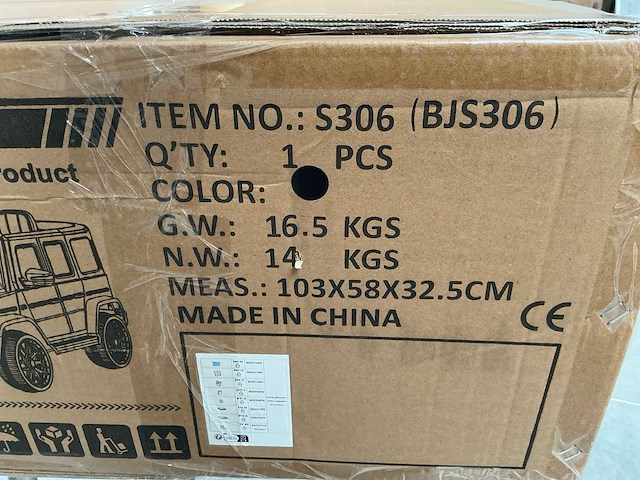 ITEM NO.: S306 (BJS306)
Q'TY: 1 PCS
roduct
COLOR:
G.W.: 16.5 KGS
N.W.: 14 KGS
MEAS.: 103X58X32.5CM
MADE IN CHINA
CE